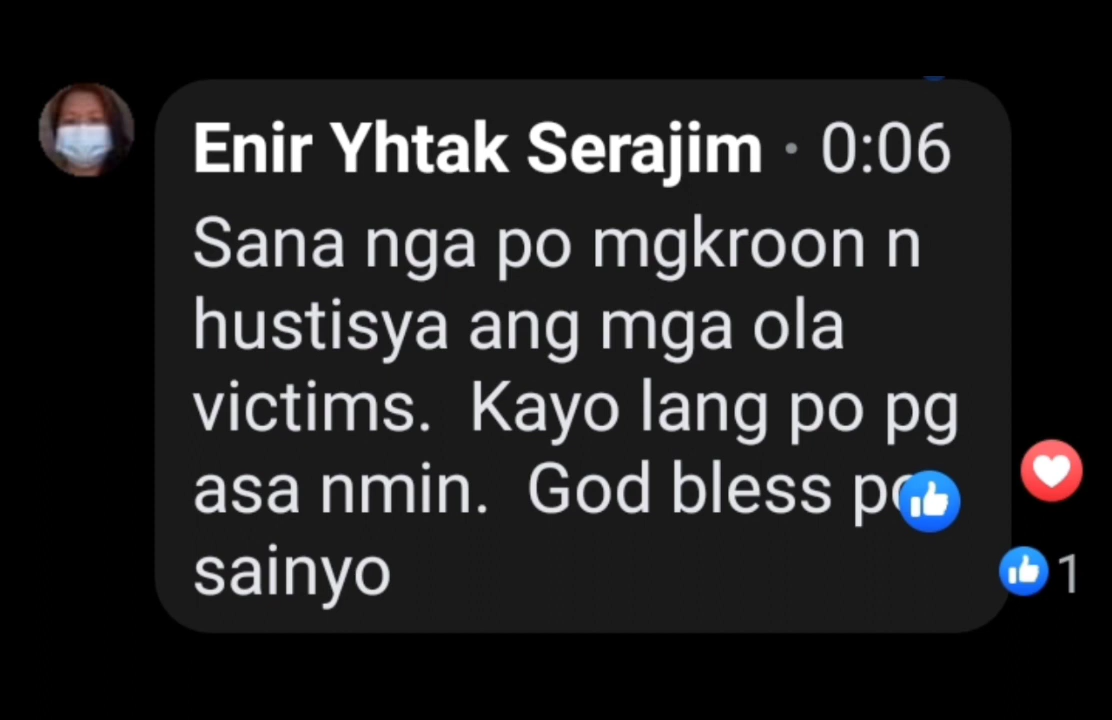 Enir Yhtak Serajim · 0:06
Sana nga po mgkroon n
hustisya ang mga ola
victims. Kayo lang po pg
asa nmin. God bless po
sainyo
1